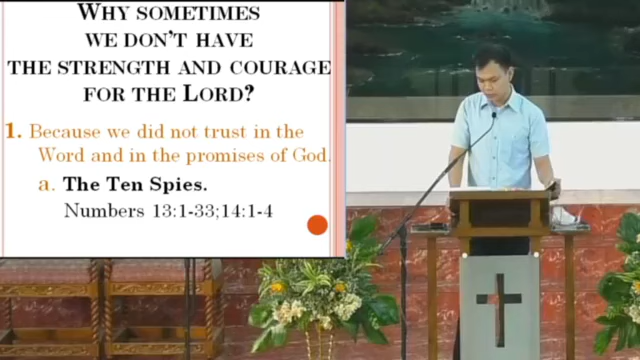 WHY SOMETIMES
WE DON'T HAVE
THE STRENGTH AND COURAGE
FOR THE LORD?
1. Because we did not trust in the
Word and in the promises of God.
a. The Ten Spies.
Numbers 13:1-33;14:1-4